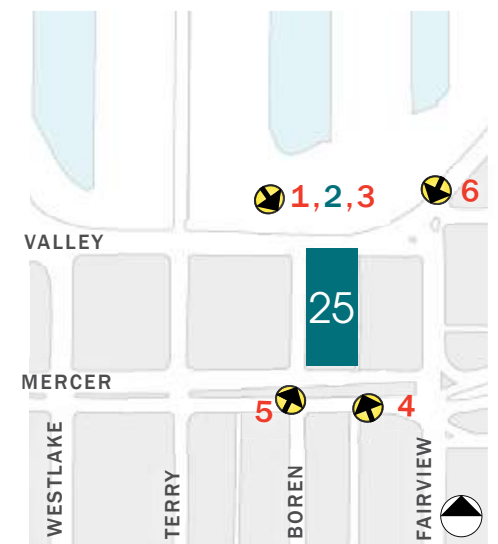 1,2,3
6
VALLEY
25
MERCER
5
4
WESTLAKE
TERRY
BOREN
FAIRVIEW